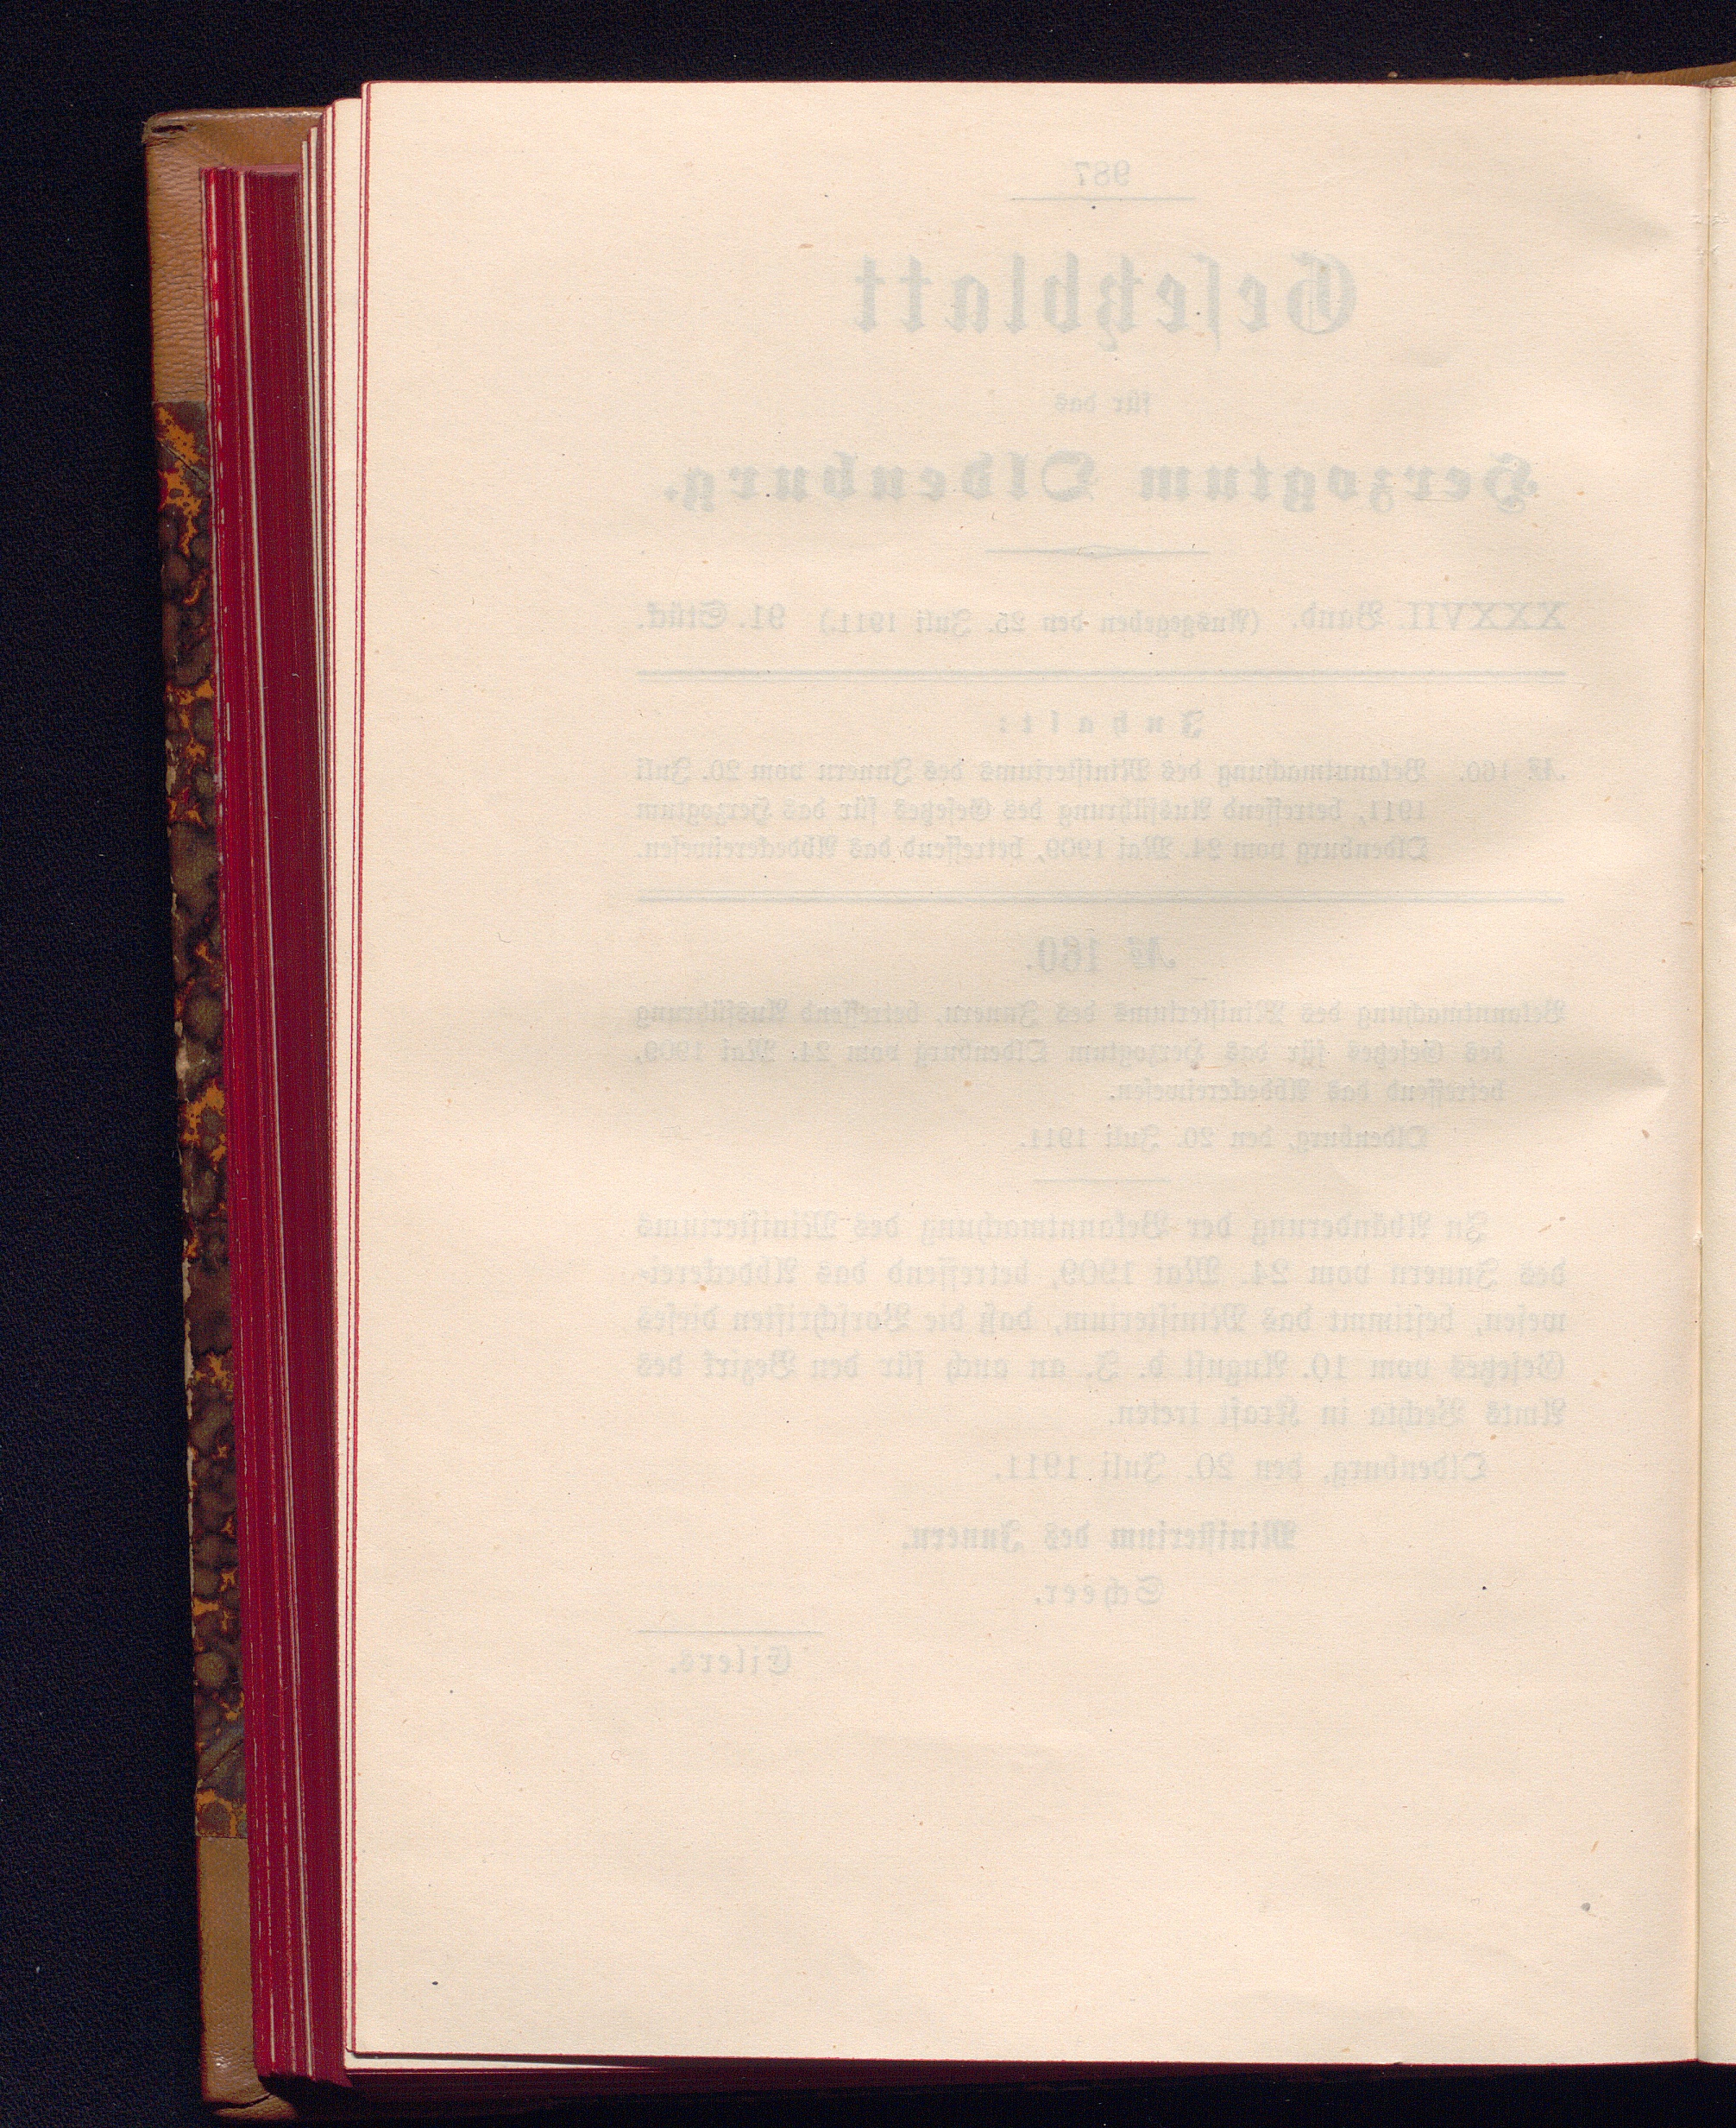 987
Gesetzblatt
für das
Herzogtum Oldenburg.
XXXVII. Band. (Ausgegeben den 25. Juli 1911.) 91. Stück.
Inhalt:
№ 160. Bekanntmachung des Ministeriums des Innern vom 20. Juli
1911, betreffend Ausführung des Gesetzes für das Herzogtum
Oldenburg vom 24. Mai 1909, betreffend das Abdeckereiwesen.
№ 160.
Bekanntmachung des Ministeriums des Innern, betreffend Ausführung
des Gesetzes für das Herzogtum Oldenburg vom 24. Mai 1909,
betreffend das Abdeckereiwesen.
Oldenburg, den 20. Juli 1911.
In Abänderung der Bekanntmachung des Ministeriums
des Innern vom 24. Mai 1909, betreffend das Abdeckerei-
wesen, bestimmt das Ministerium, daß die Vorschriften dieses
Gesetzes vom 10. August d. J. an auch für den Bezirk des
Amts Vechta in Kraft treten.
Oldenburg, den 20. Juli 1911.
Ministerium des Innern.
Scheer.
Eilers.